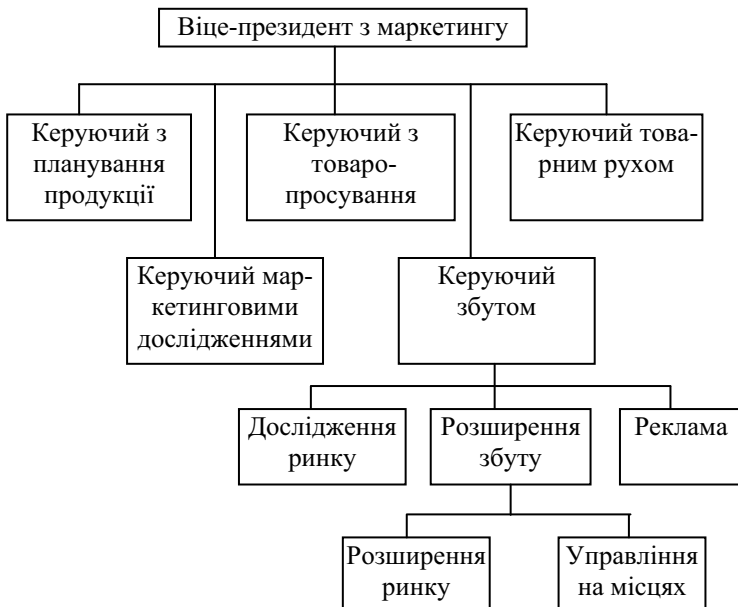 Віце-президент з маркетингу
Керуючий з
планування
продукції
Керуючий з
товаро-
просування
Керуючий това-
рним рухом
Керуючий мар-
кетинговими
дослідженнями
Керуючий
збутом
Дослідження
ринку
Розширення
збуту
Реклама
Розширення
ринку
Управління
на місцях